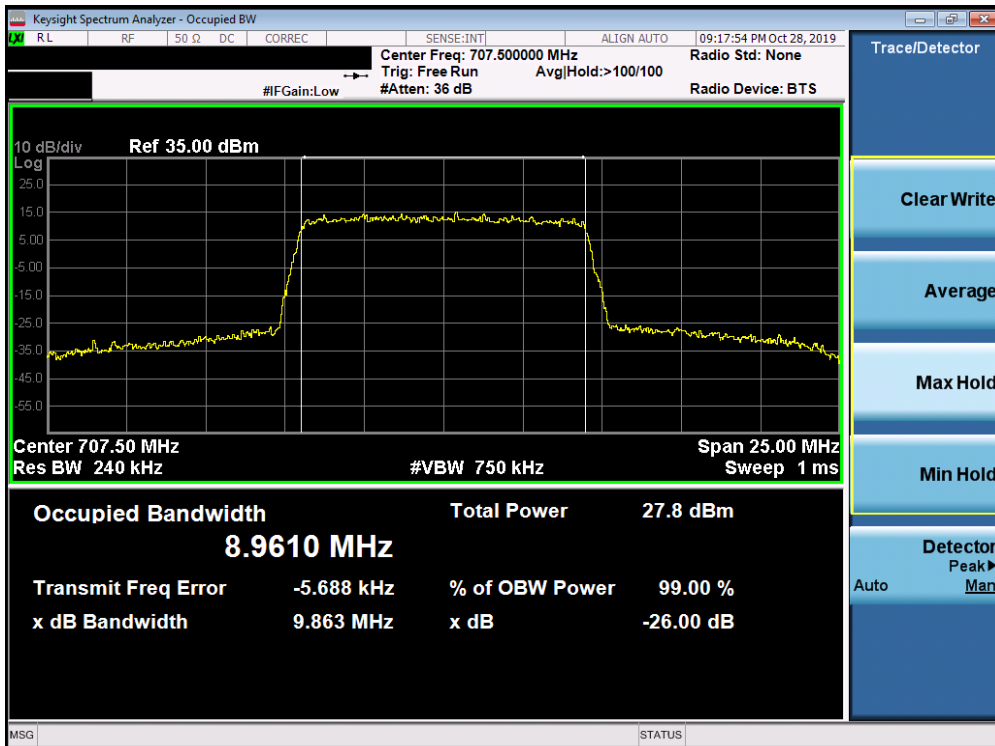 Keysight Spectrum Analyzer - Occupied BW
LXI RL RF 50 Ω DC CORREC SENSE:INT ALIGN AUTO 09:17:54 PM Oct 28, 2019
Center Freq: 707.500000 MHz Radio Std: None
Trig: Free Run Avg|Hold:>100/100
#IFGain:Low #Atten: 36 dB Radio Device: BTS
10 dB/div Ref 35.00 dBm
Log
25.0
15.0
5.00
-5.00
-15.0
-25.0
-35.0
-45.0
-55.0
Center 707.50 MHz Span 25.00 MHz
Res BW 240 kHz #VBW 750 kHz Sweep 1 ms
Occupied Bandwidth Total Power 27.8 dBm
8.9610 MHz
Transmit Freq Error -5.688 kHz % of OBW Power 99.00 %
x dB Bandwidth 9.863 MHz x dB -26.00 dB
MSG STATUS
Trace/Detector
Clear Write
Average
Max Hold
Min Hold
Detector
Peak▶
Auto Man